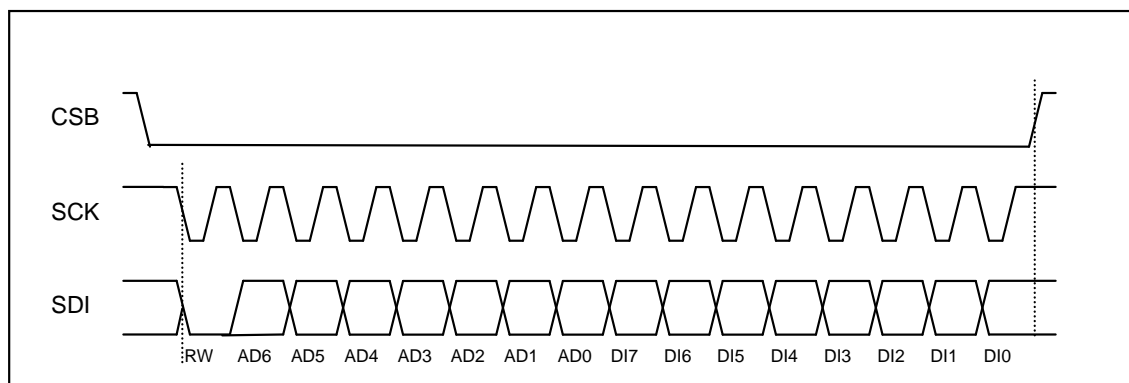 CSB
SCK
SDI
RW AD6 AD5 AD4 AD3 AD2 AD1 AD0 DI7 DI6 DI5 DI4 DI3 DI2 DI1 DI0